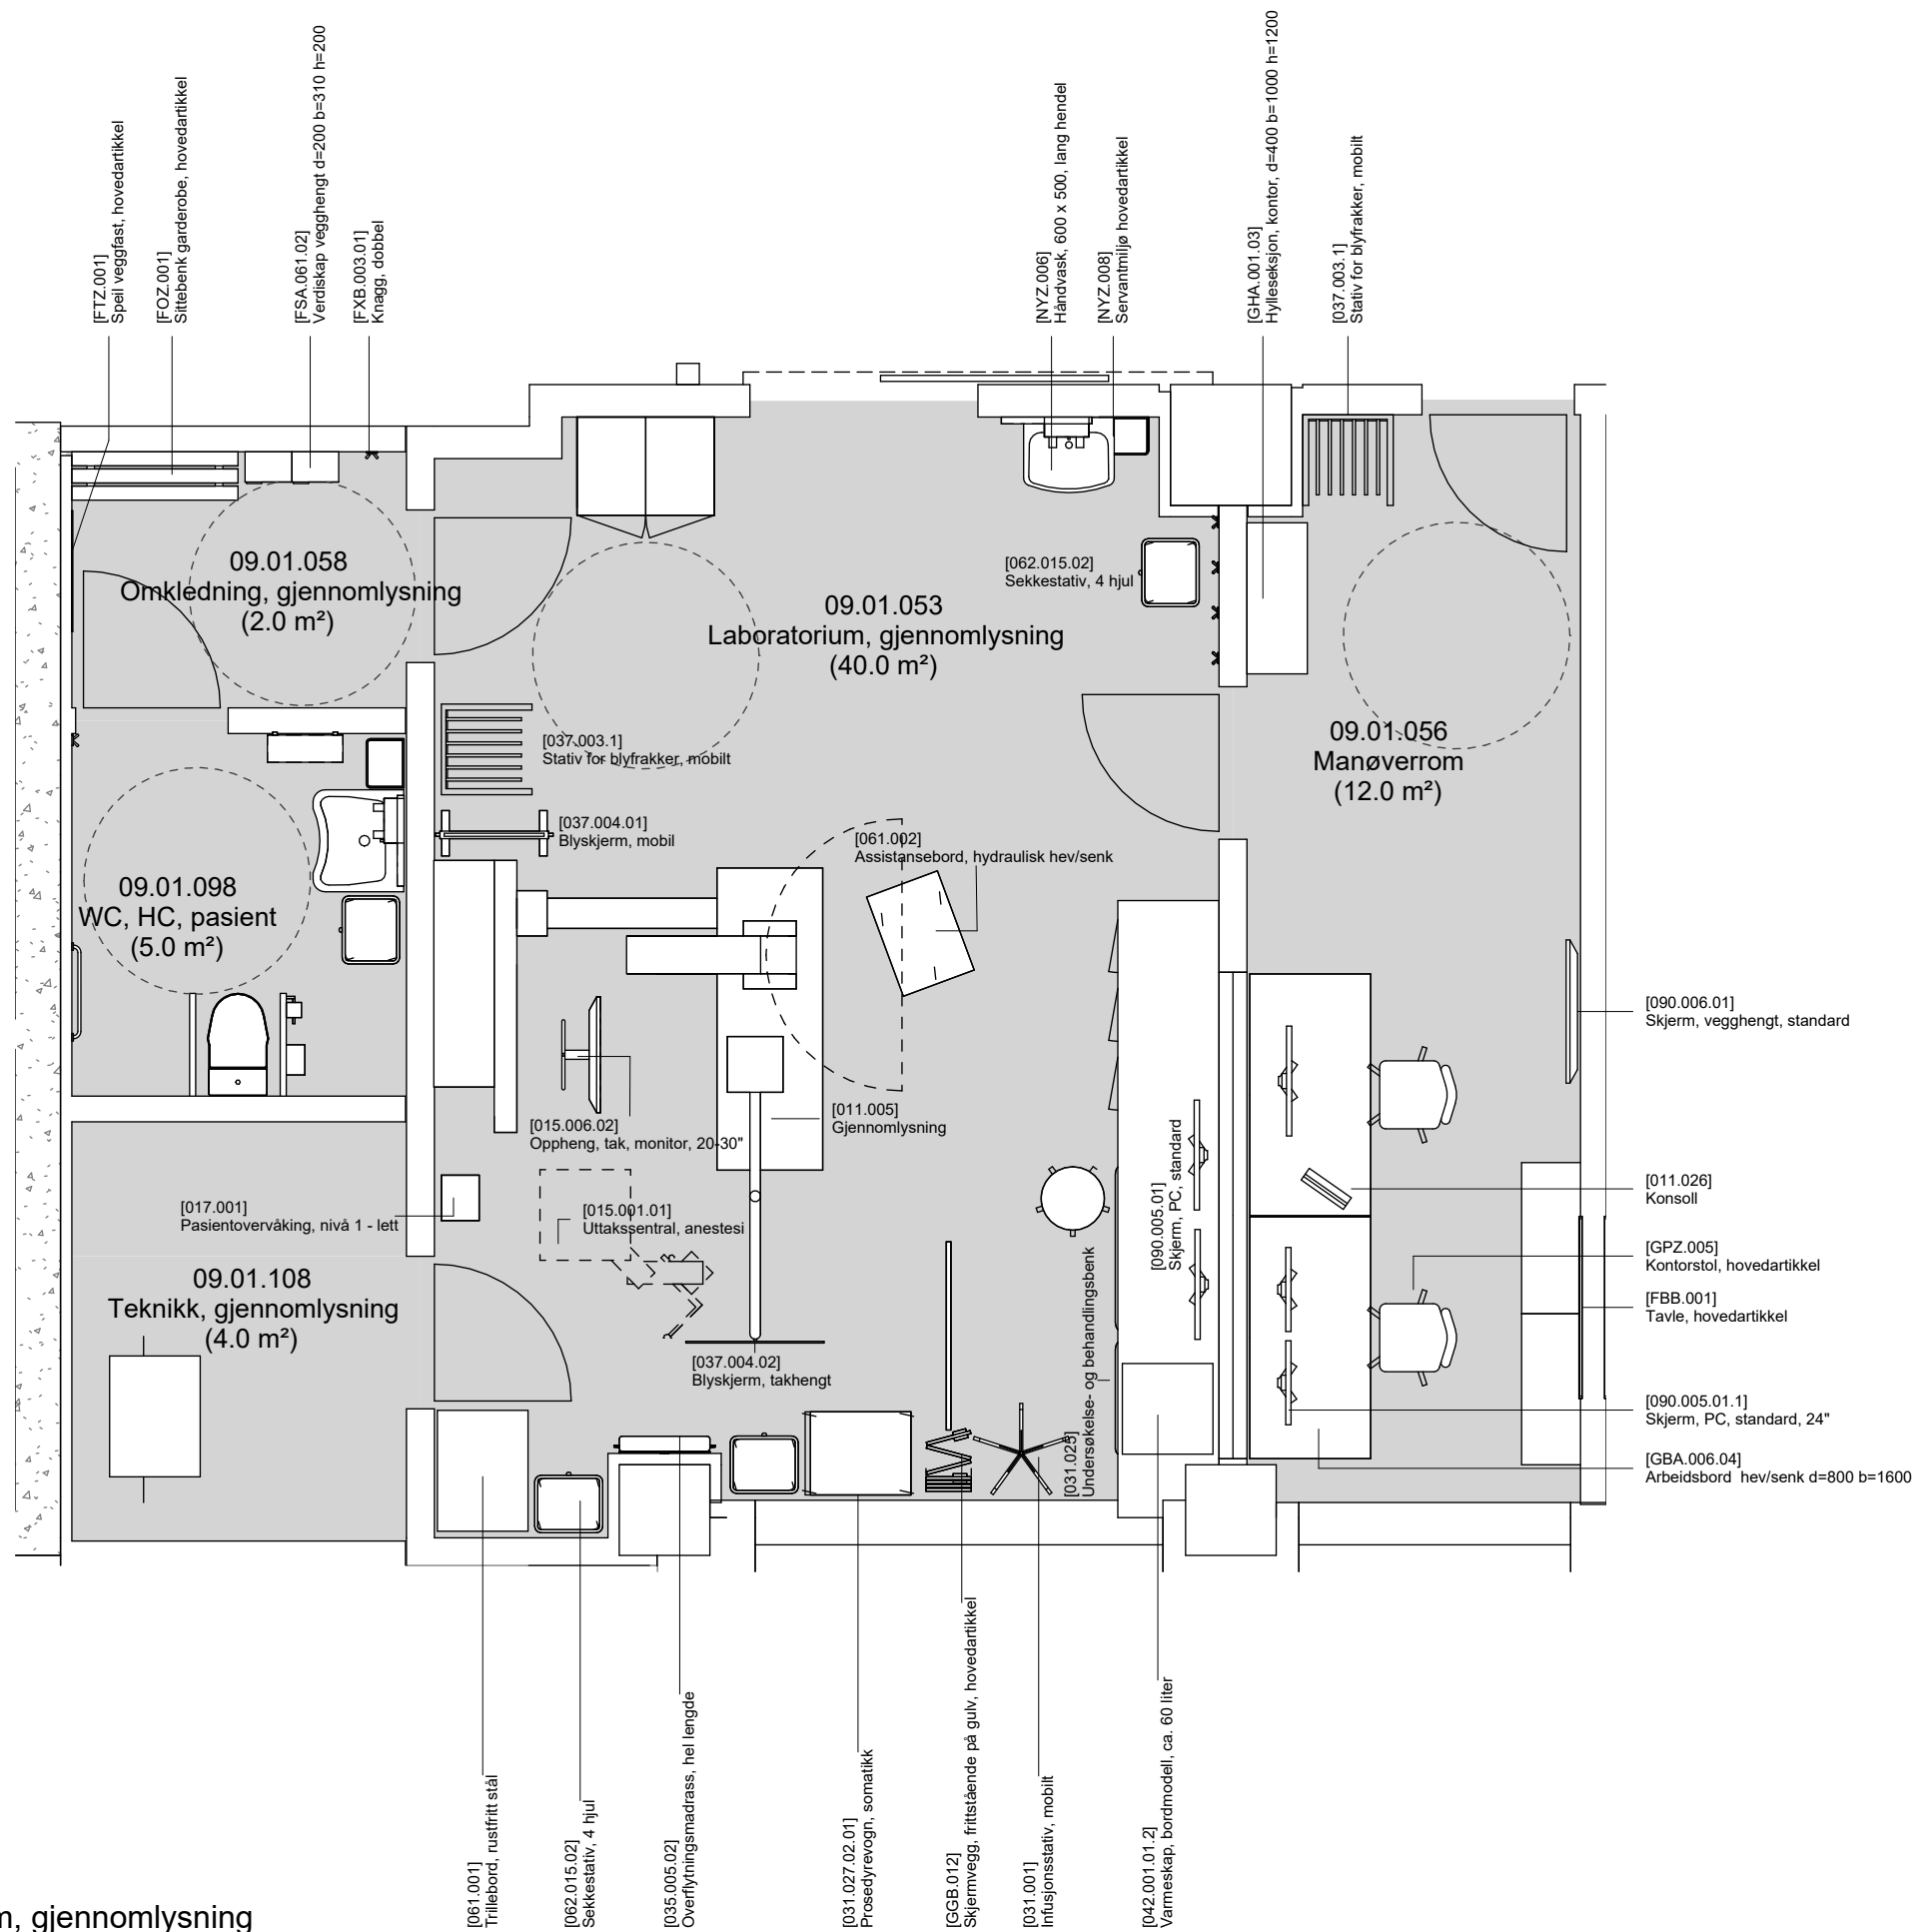 [FTZ.001]
Speil veggfast, hovedartikkel
[FOZ.001]
Sittebenk garderobe, hovedartikkel
[FSA.061.02]
Verdiskap vegghengt d=200 b=310 h=200
[FXB.003.01]
Knagg, dobbel
[NYZ.006]
Håndvask, 600 x 500, lang hendel
[NYZ.008]
Servantmiljø hovedartikkel
[GHA.001.03]
Hylleseksjon, kontor, d=400 b=1000 h=1200
[037.003.1]
Stativ for blyfrakker, mobilt
09.01.058
Omkledning, gjennomlysning
(2.0 m²)
[062.015.02]
Sekkestativ, 4 hjul
09.01.053
Laboratorium, gjennomlysning
(40.0 m²)
[037.003.1]
Stativ for blyfrakker, mobilt
09.01.056
Manøverrom
(12.0 m²)
[037.004.01]
Blyskjerm, mobil
[061.002]
Assistansebord, hydraulisk hev/senk
09.01.098
WC, HC, pasient
(5.0 m²)
[090.006.01]
Skjerm, vegghengt, standard
[015.006.02]
Oppheng, tak, monitor, 20-30"
[011.005]
Gjennomlysning
[090.005.01]
Skjerm, PC, standard
[011.026]
Konsoll
[017.001]
Pasientovervåking, nivå 1 - lett
[015.001.01]
Uttakssentral, anestesi
[GPZ.005]
Kontorstol, hovedartikkel
09.01.108
Teknikk, gjennomlysning
(4.0 m²)
[FBB.001]
Tavle, hovedartikkel
[037.004.02]
Blyskjerm, takhengt
[031.025]
Undersøkelse- og behandlingsbenk
[090.005.01.1]
Skjerm, PC, standard, 24"
[GBA.006.04]
Arbeidsbord  hev/senk d=800 b=1600
[061.001]
Trillebord, rustfritt stål
[062.015.02]
Sekkestativ, 4 hjul
[035.005.02]
Overflytningsmadrass, hel lengde
[031.027.02.01]
Prosedyrevogn, somatikk
[GGB.012]
Skjermvegg, frittstående på gulv, hovedartikkel
[031.001]
Infusjonsstativ, mobilt
[042.001.01.2]
Varmeskap, bordmodell, ca. 60 liter
m, gjennomlysning